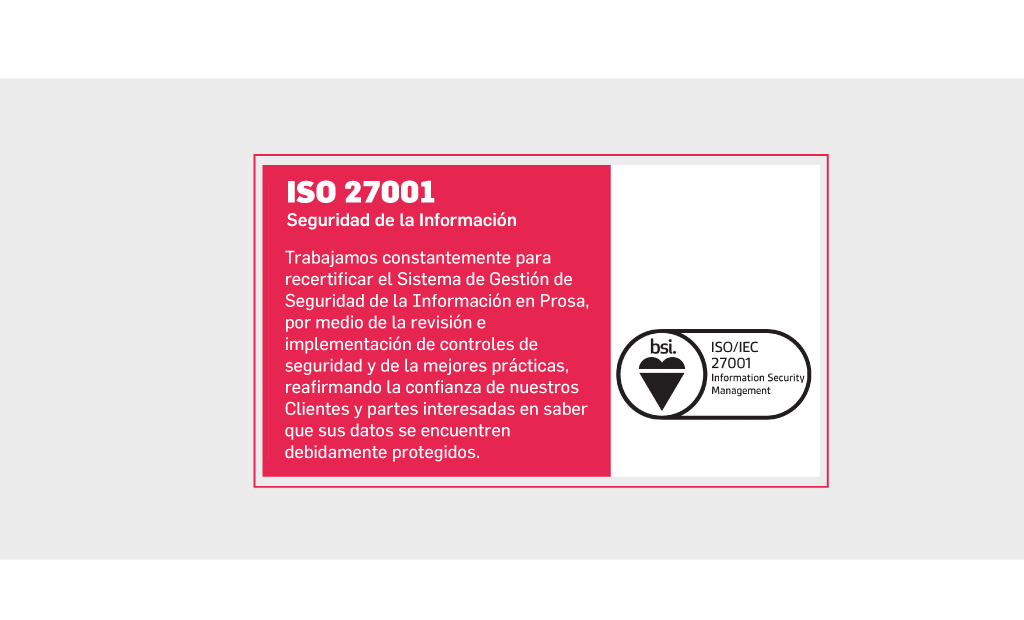 ISO 27001
Seguridad de la Información
Trabajamos constantemente para
recertificar el Sistema de Gestión de
Seguridad de la Información en Prosa,
por medio de la revisión e
implementación de controles de
seguridad y de la mejores prácticas,
reafirmando la confianza de nuestros
Clientes y partes interesadas en saber
que sus datos se encuentren
debidamente protegidos.
bsi.
ISO/IEC
27001
Information Security
Management